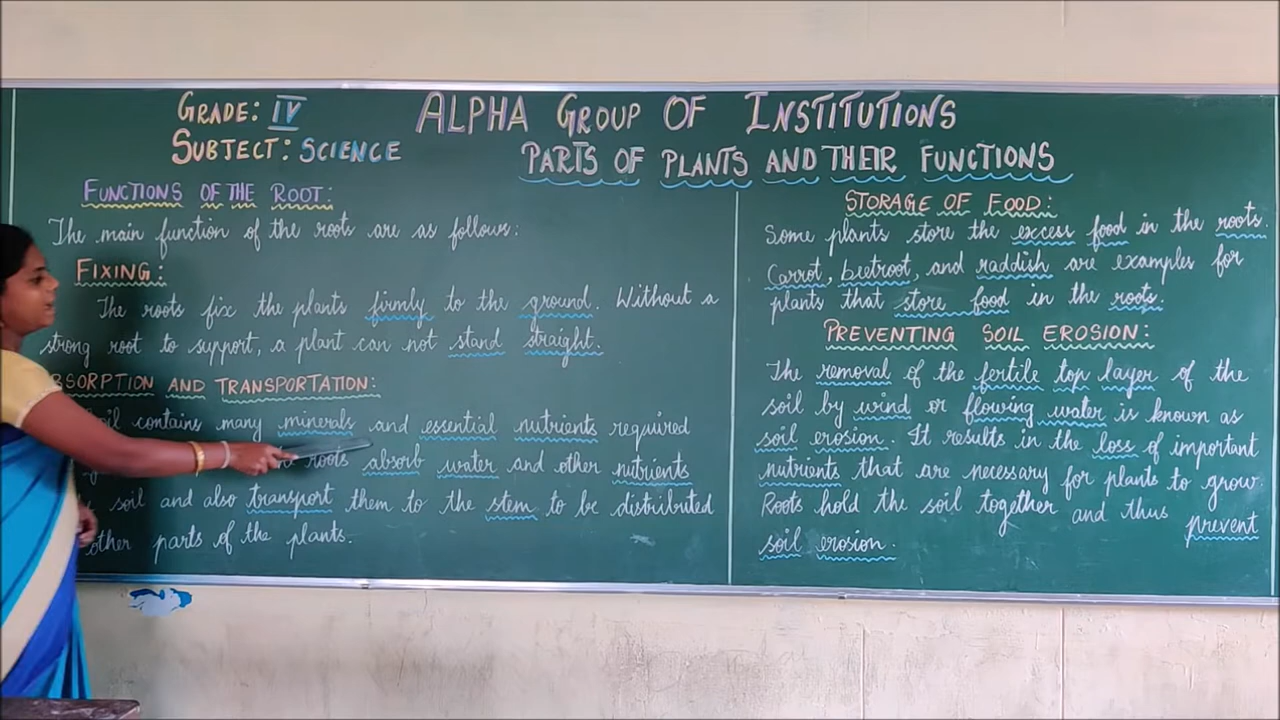 GRADE: IV
ALPHA GROUP OF INSTITUTIONS
SUBJECT: SCIENCE
PARTS OF PLANTS AND THEIR FUNCTIONS
FUNCTIONS OF THE ROOT:
The main function of the roots are as follows:
FIXING:
The roots fix the plants firmly to the ground. Without a
strong root to support, a plant can not stand straight.
BSORPTION AND TRANSPORTATION:
oil contains many minerals and essential nutrients required
roots absorb water and other nutrients
soil and also transport them to the stem to be distributed
other parts of the plants.
STORAGE OF FOOD:
Some plants store the excess food in the roots.
Carrot, bietroot, and raddish are examples for
plants that store food in the roots.
PREVENTING SOIL EROSION:
The removal of the fertile top layer of the
soil by wind or flowing water is known as
soil erosion. It results in the loss of important
nutrients that are necessary for plants to grow.
Roots hold the soil together and thus prevent
soil erosion.